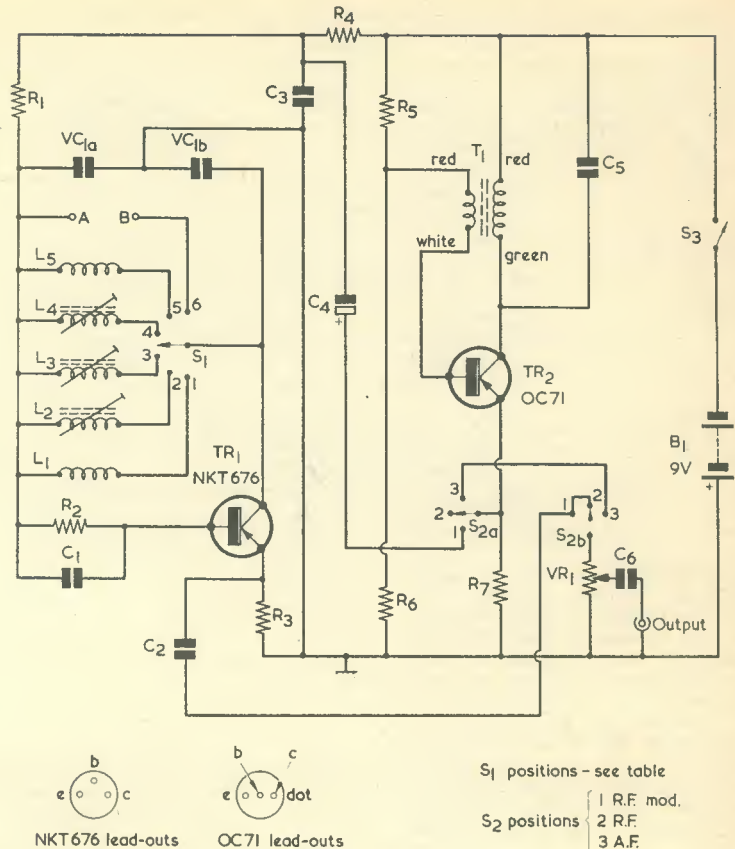 R4
R1
C3
R5
VC1a
VC1b
T1
red
red
C5
A
B
white
green
S3
L5
C4
+
5
6
L4
4
TR2
OC71
S1
3
L3
2
1
B1
9V
+
L2
TR1
NKT676
3
2
S2a
1
1
2
3
S2b
L1
R2
C1
R6
R7
VR1
C6
Output
R3
C2
b
e
c
NKT676 lead-outs
b
c
e
dot
OC71 lead-outs
S1 positions - see table
S2 positions
1 R.F. mod.
2 R.F.
3 A.F.